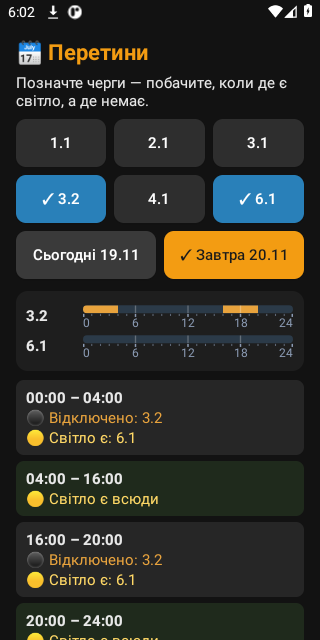 6:02
Перетини
Позначте черги — побачите, коли де є
світло, а де немає.
1.1 2.1 3.1
✓ 3.2 4.1 ✓ 6.1
Сьогодні 19.11 ✓ Завтра 20.11
3.2
0 6 12 18 24
6.1
0 6 12 18 24
00:00 – 04:00
Відключено: 3.2
Світло є: 6.1
04:00 – 16:00
Світло є всюди
16:00 – 20:00
Відключено: 3.2
Світло є: 6.1
20:00 – 24:00
Світло є всюди